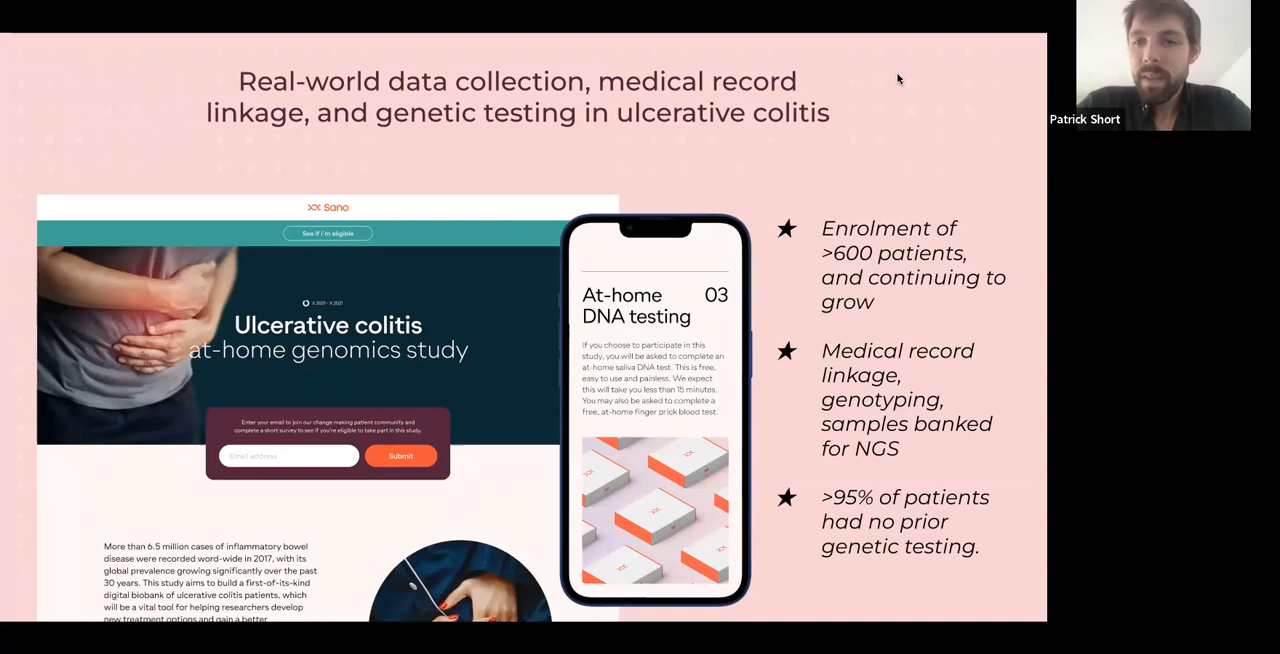 Real-world data collection, medical record
linkage, and genetic testing in ulcerative colitis
Patrick Short
Sano
See if I'm eligible
X 2021 - X 2021
Ulcerative colitis
at-home genomics study
Enter your email to join our change making patient community and
complete a short survey to see if you're eligible to take part in this study.
Email address
Submit
More than 6.5 million cases of inflammatory bowel
disease were recorded word-wide in 2017, with its
global prevalence growing significantly over the past
30 years. This study aims to build a first-of-its-kind
digital biobank of ulcerative colitis patients, which
will be a vital tool for helping researchers develop
new treatment options and gain a better
At-home 03
DNA testing
If you choose to participate in this
study, you will be asked to complete an
at-home saliva DNA test. This is free,
easy to use and painless. We expect
this will take you less than 15 minutes.
You may also be asked to complete a
free, at-home finger prick blood test.
★ Enrolment of
>600 patients,
and continuing to
grow
★ Medical record
linkage,
genotyping,
samples banked
for NGS
★ >95% of patients
had no prior
genetic testing.